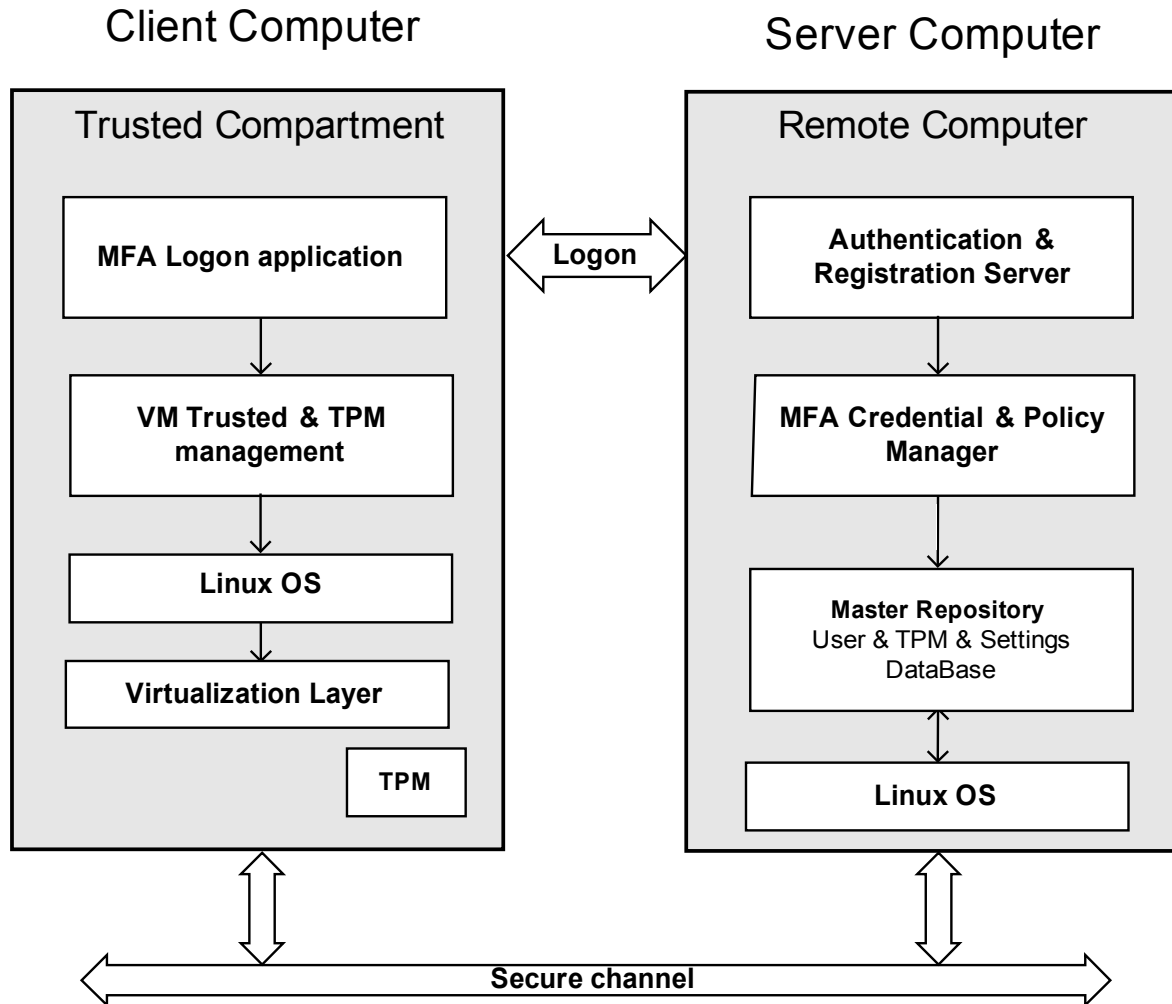 Client Computer
Server Computer
Trusted Compartment
MFA Logon application
VM Trusted & TPM
management
Linux OS
Virtualization Layer
TPM
Logon
Remote Computer
Authentication &
Registration Server
MFA Credential & Policy
Manager
Master Repository
User & TPM & Settings
DataBase
Linux OS
Secure channel